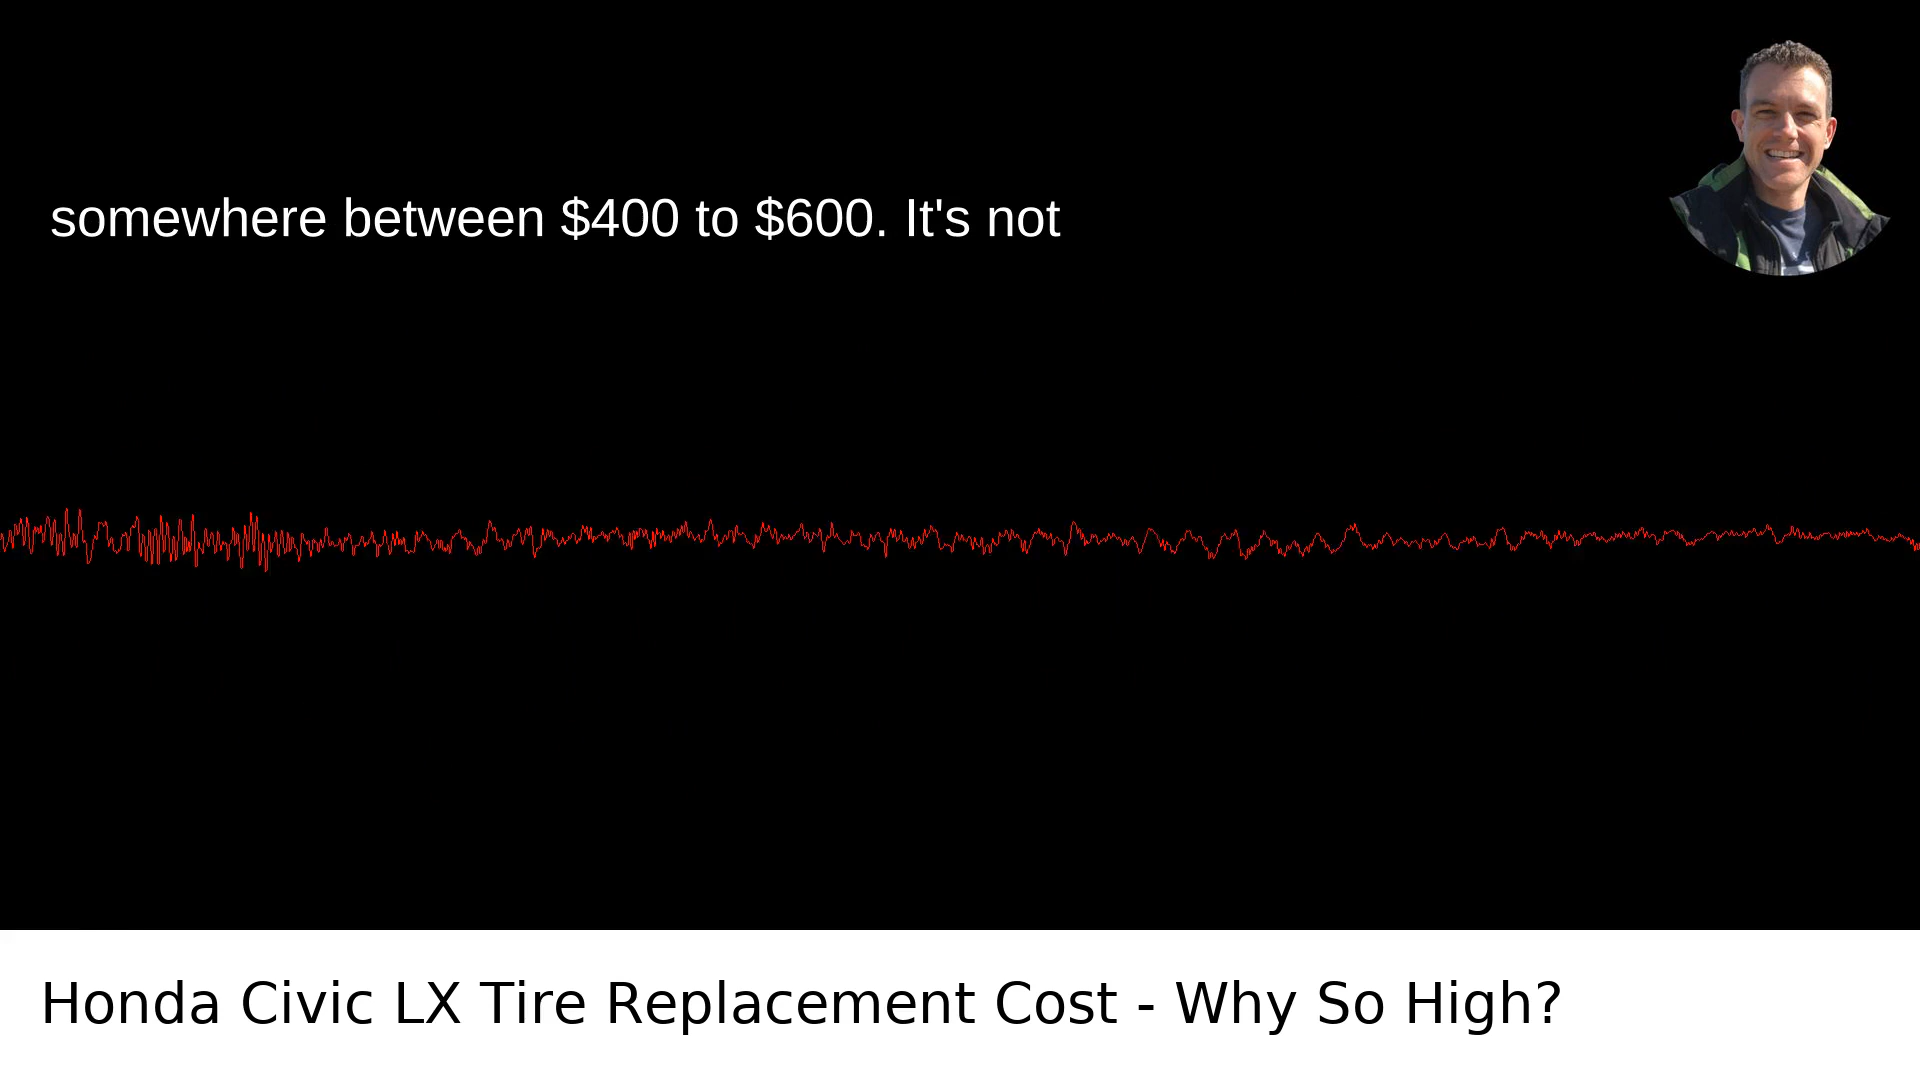 somewhere between $400 to $600. It's not
Honda Civic LX Tire Replacement Cost - Why So High?